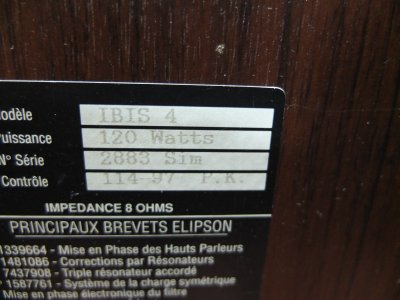 Modèle IBIS 4
Puissance 120 Watts
N° Série 2883 Sim
Contrôle 114-97 P.K.
IMPEDANCE 8 OHMS
PRINCIPAUX BREVETS ELIPSON
1339664 - Mise en Phase des Hauts Parleurs
1481086 - Corrections par Résonateurs
7437908 - Triple résonateur accordé
1587761 - Système de la charge symétrique
Mise en phase électronique du filtre